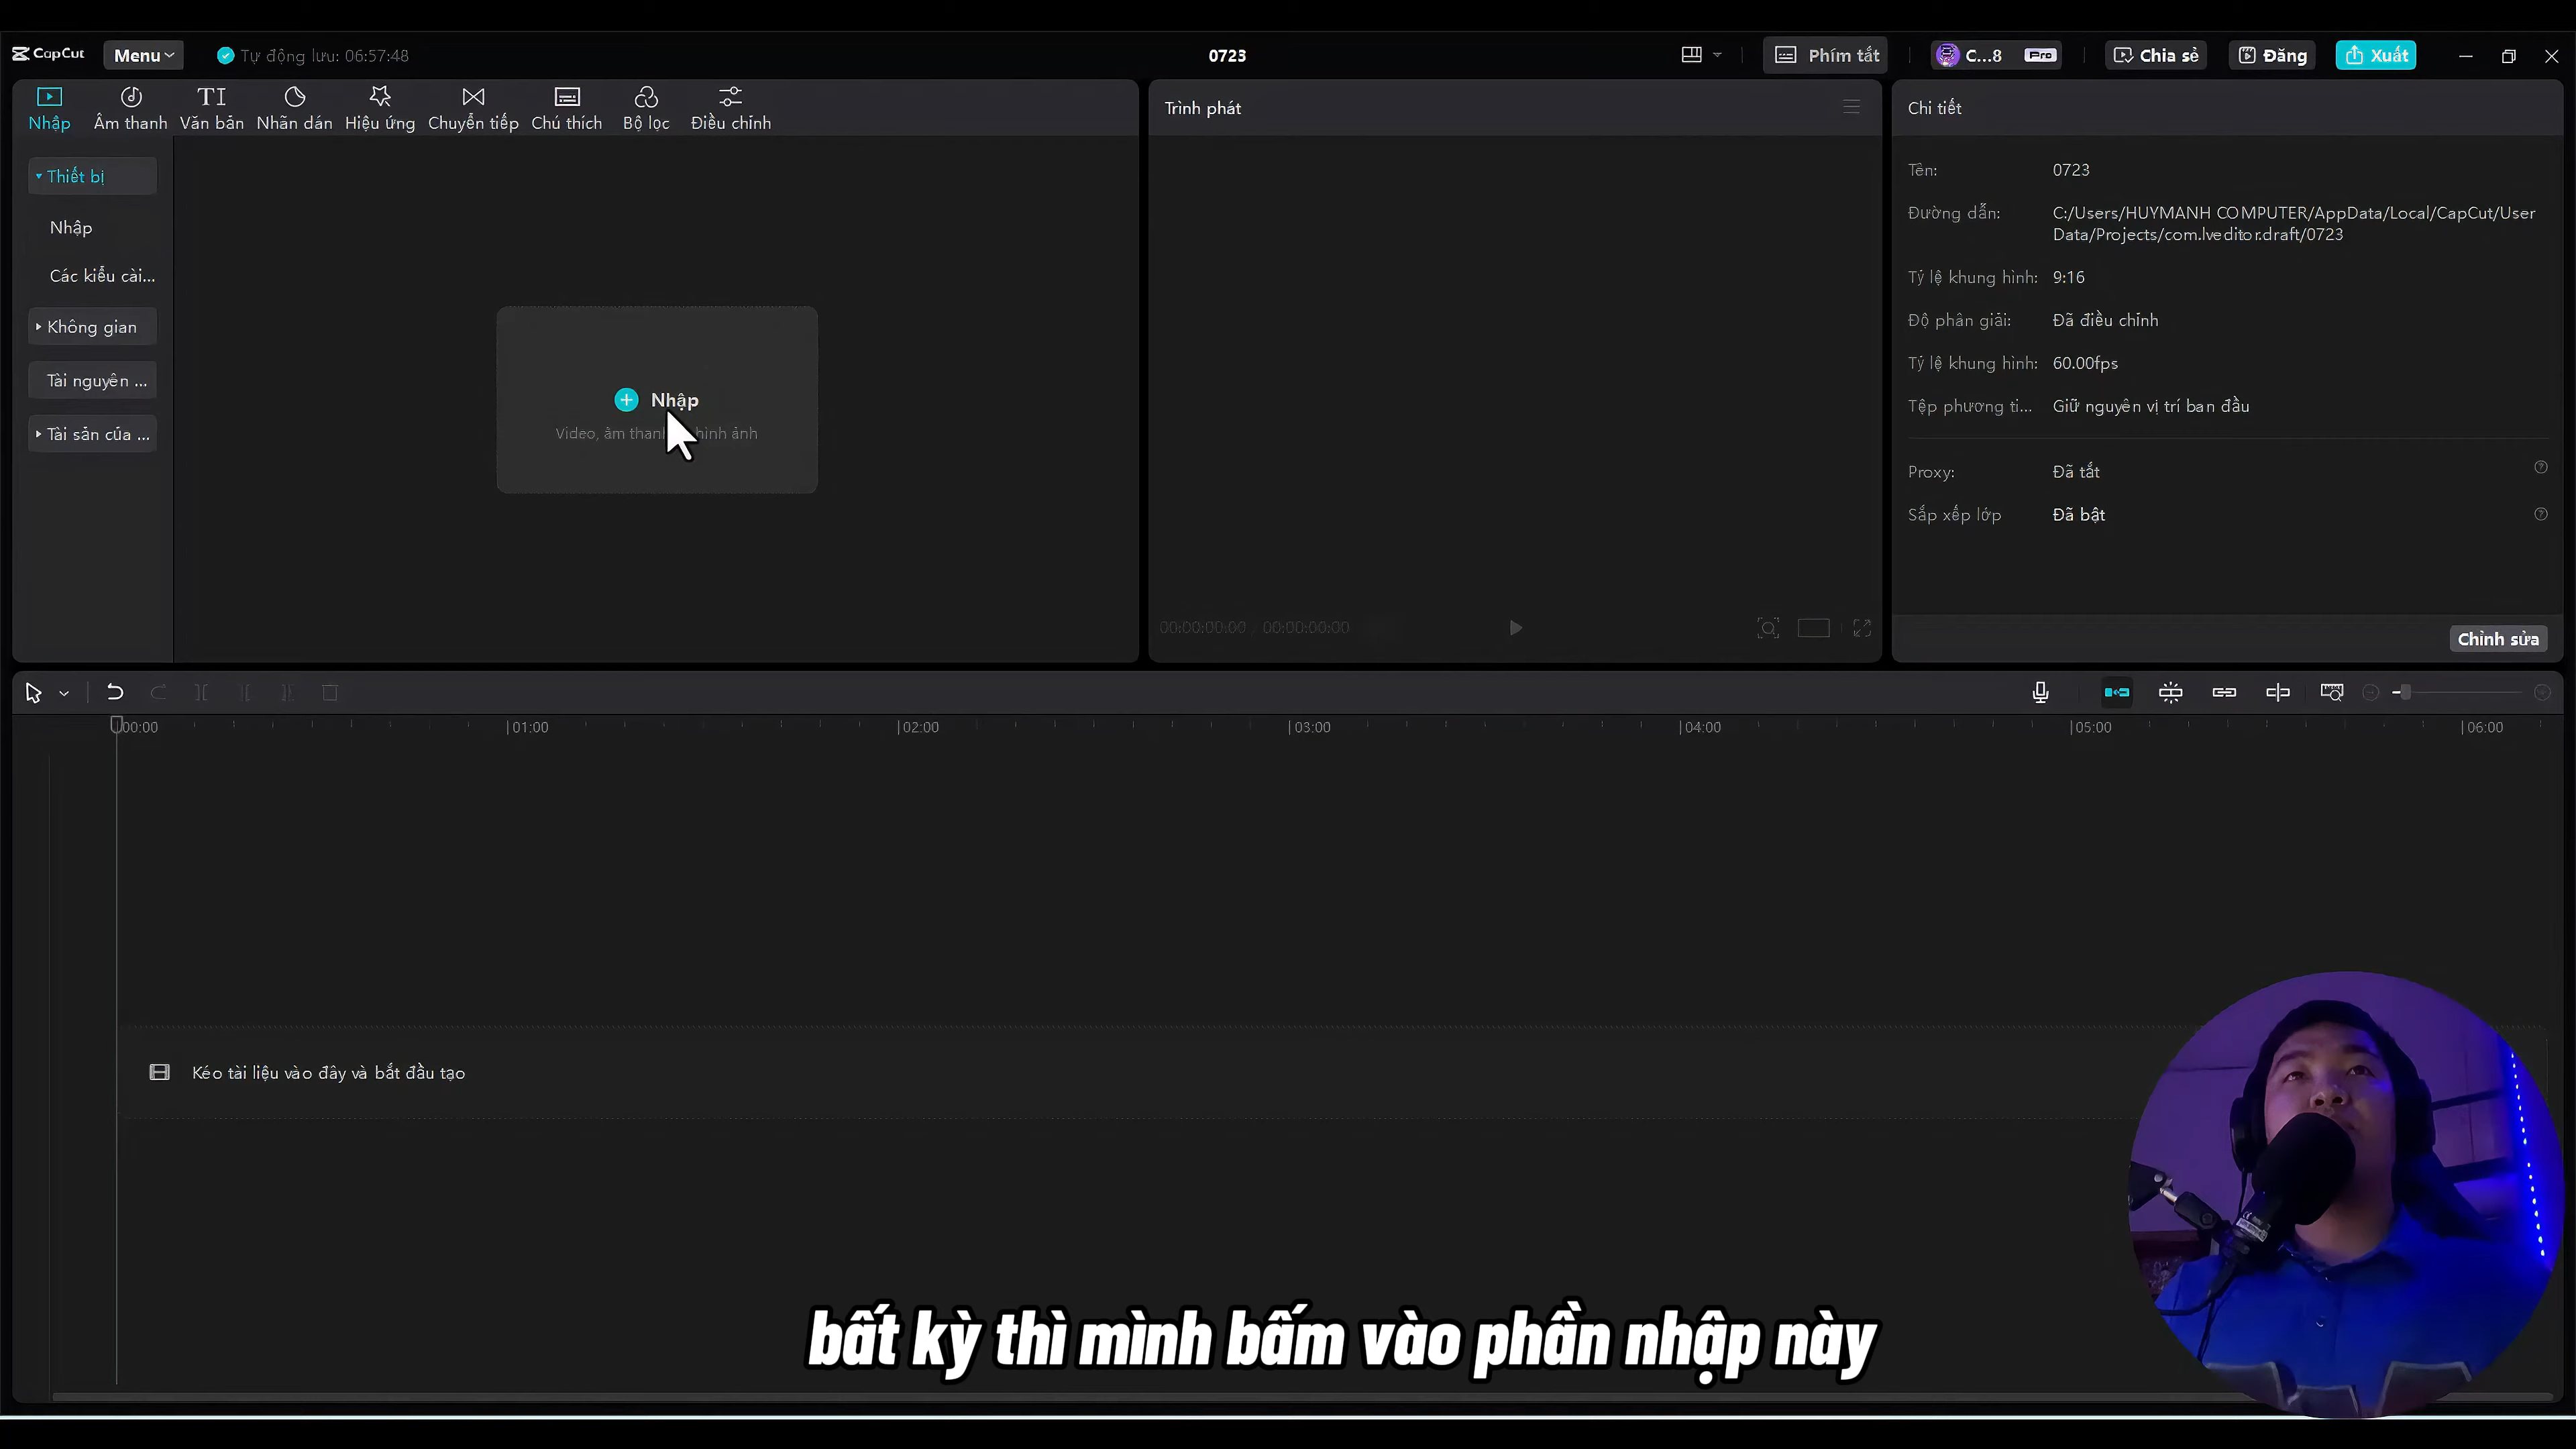 CapCut
Menu
Tự động lưu: 06:57:48
0723
Phím tắt
C...8
Pro
Chia sẻ
Đăng
Xuất
Nhập
Âm thanh
Văn bản
Nhãn dán
Hiệu ứng
Chuyển tiếp
Chú thích
Bộ lọc
Điều chỉnh
Thiết bị
Nhập
Các kiểu cài...
Không gian
Tài nguyên ...
Tài sản của ...
Nhập
Video, âm thanh hình ảnh
Trình phát
00:00:00:00 / 00:00:00:00
Chi tiết
Tên: 0723
Đường dẫn: C:/Users/HUYMANH COMPUTER/AppData/Local/CapCut/User
Data/Projects/com.lveditor.draft/0723
Tỷ lệ khung hình: 9:16
Độ phân giải: Đã điều chỉnh
Tỷ lệ khung hình: 60.00fps
Tệp phương ti... Giữ nguyên vị trí ban đầu
Proxy: Đã tắt
Sắp xếp lớp Đã bật
Chỉnh sửa
00:00 01:00 02:00 03:00 04:00 05:00 06:00
Kéo tài liệu vào đây và bắt đầu tạo
bất kỳ thì mình bấm vào phần nhập này